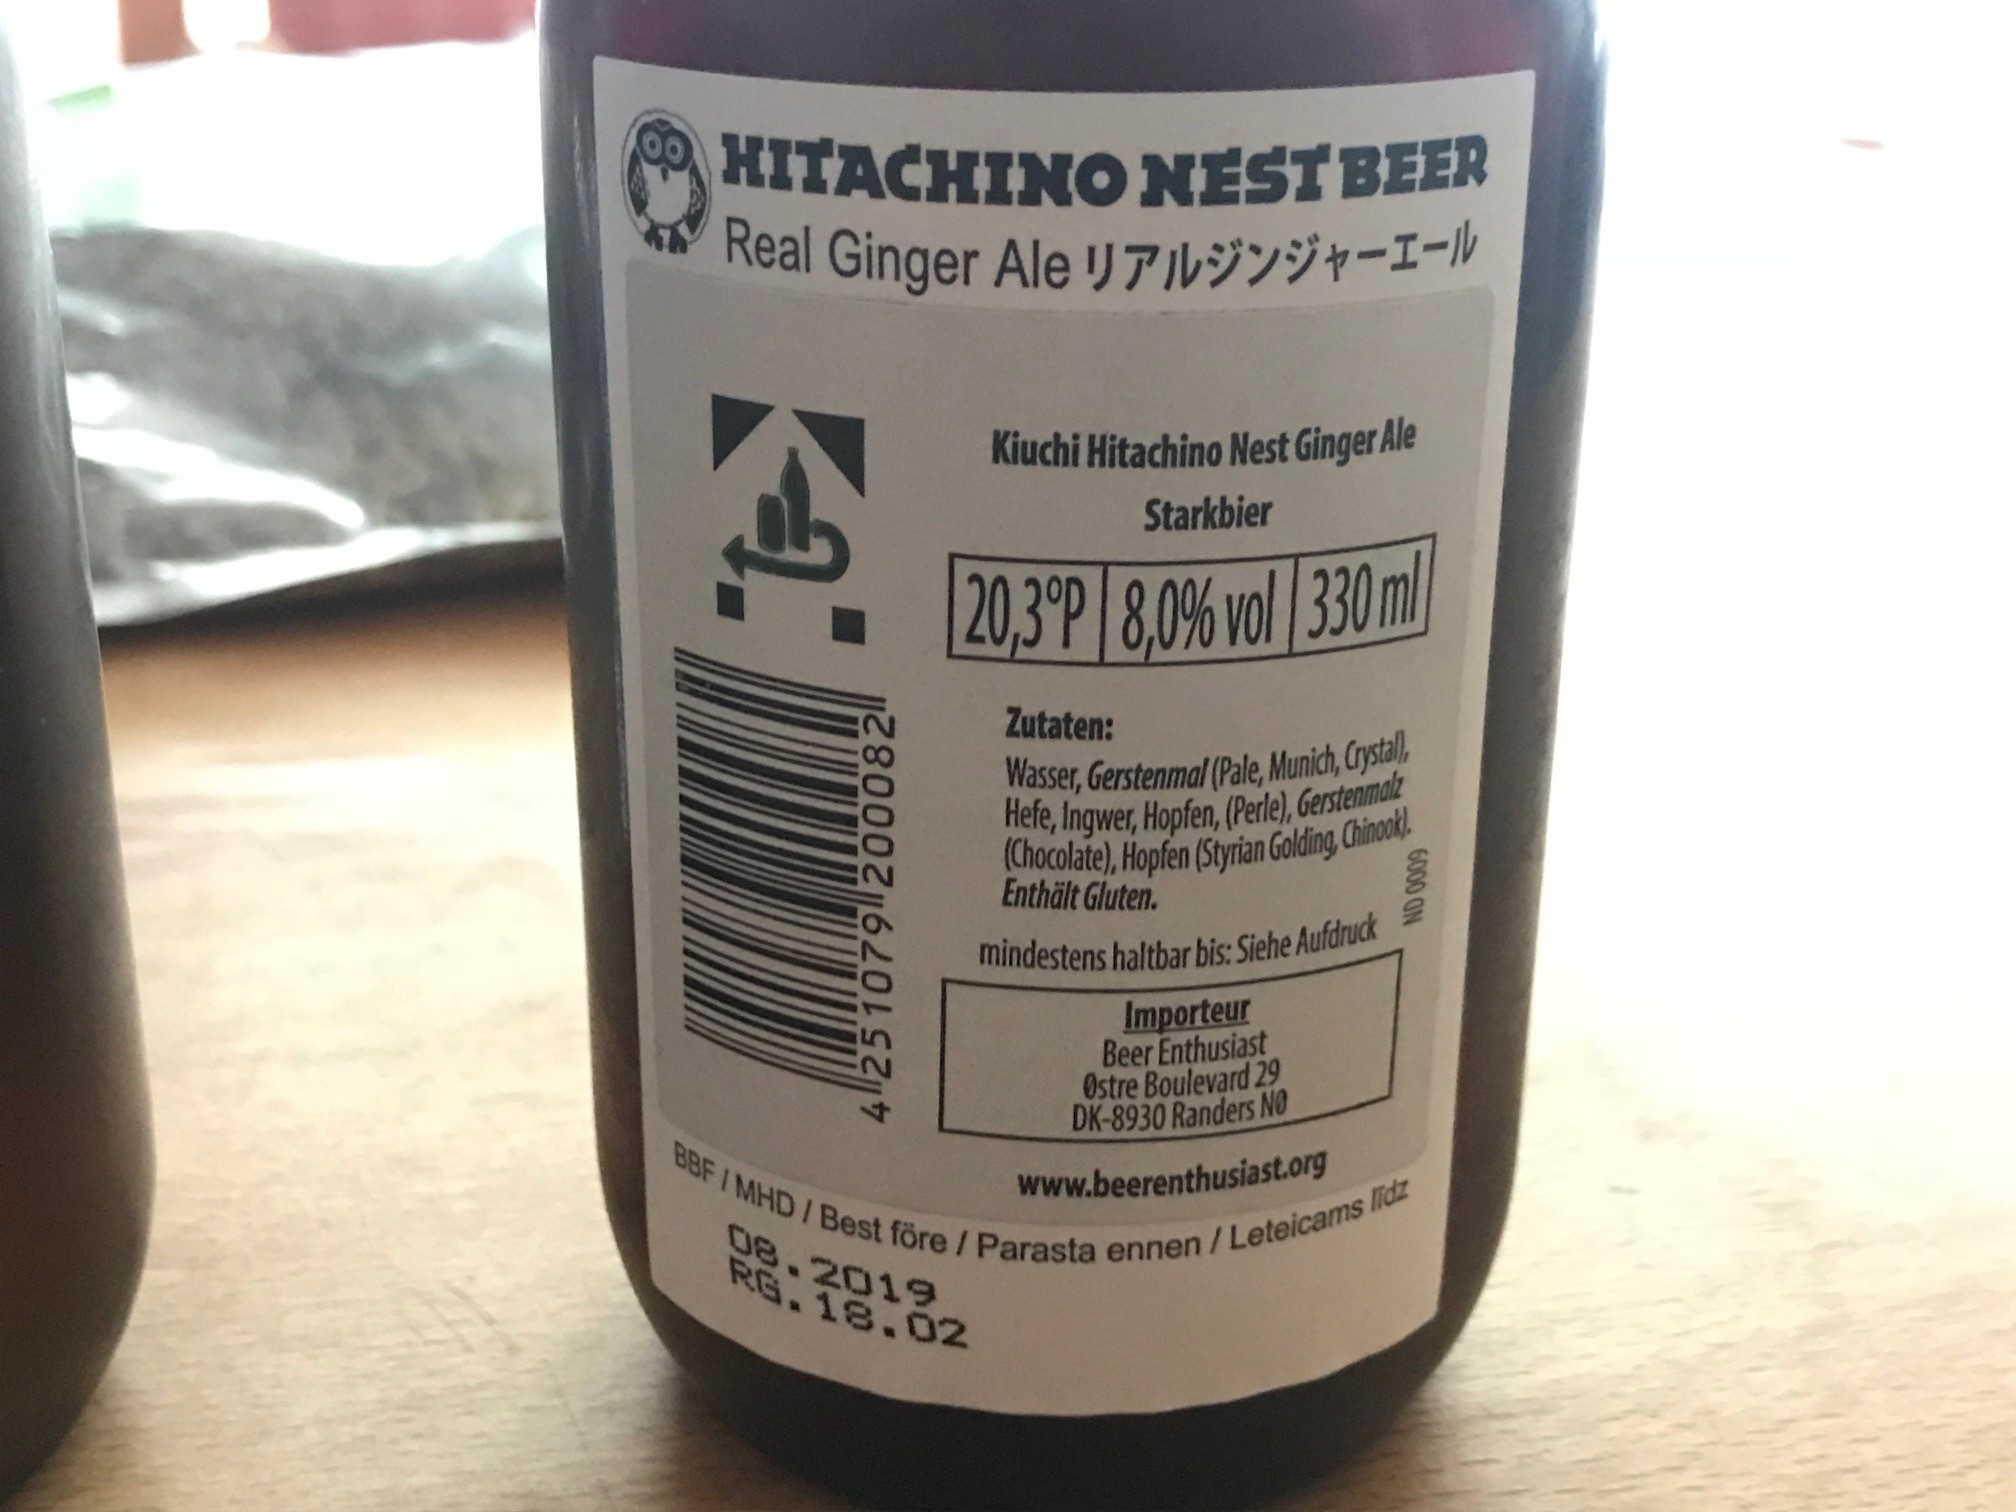 HITACHINO NEST BEER
Real Ginger Ale リアルジンジャーエール
Kiuchi Hitachino Nest Ginger Ale
Starkbier
20,3°P 8,0% vol 330 ml
Zutaten:
Wasser, Gerstenmal (Pale, Munich, Crystal),
Hefe, Ingwer, Hopfen, (Perle), Gerstenmalz
(Chocolate), Hopfen (Styrian Golding, Chinook).
Enthält Gluten.
ND 0009
mindestens haltbar bis: Siehe Aufdruck
Importeur
Beer Enthusiast
Østre Boulevard 29
DK-8930 Randers NØ
www.beerenthusiast.org
4 251079 200082
BBF / MHD / Best före / Parasta ennen / Leteicams līdz
08.2019
RG.18.02